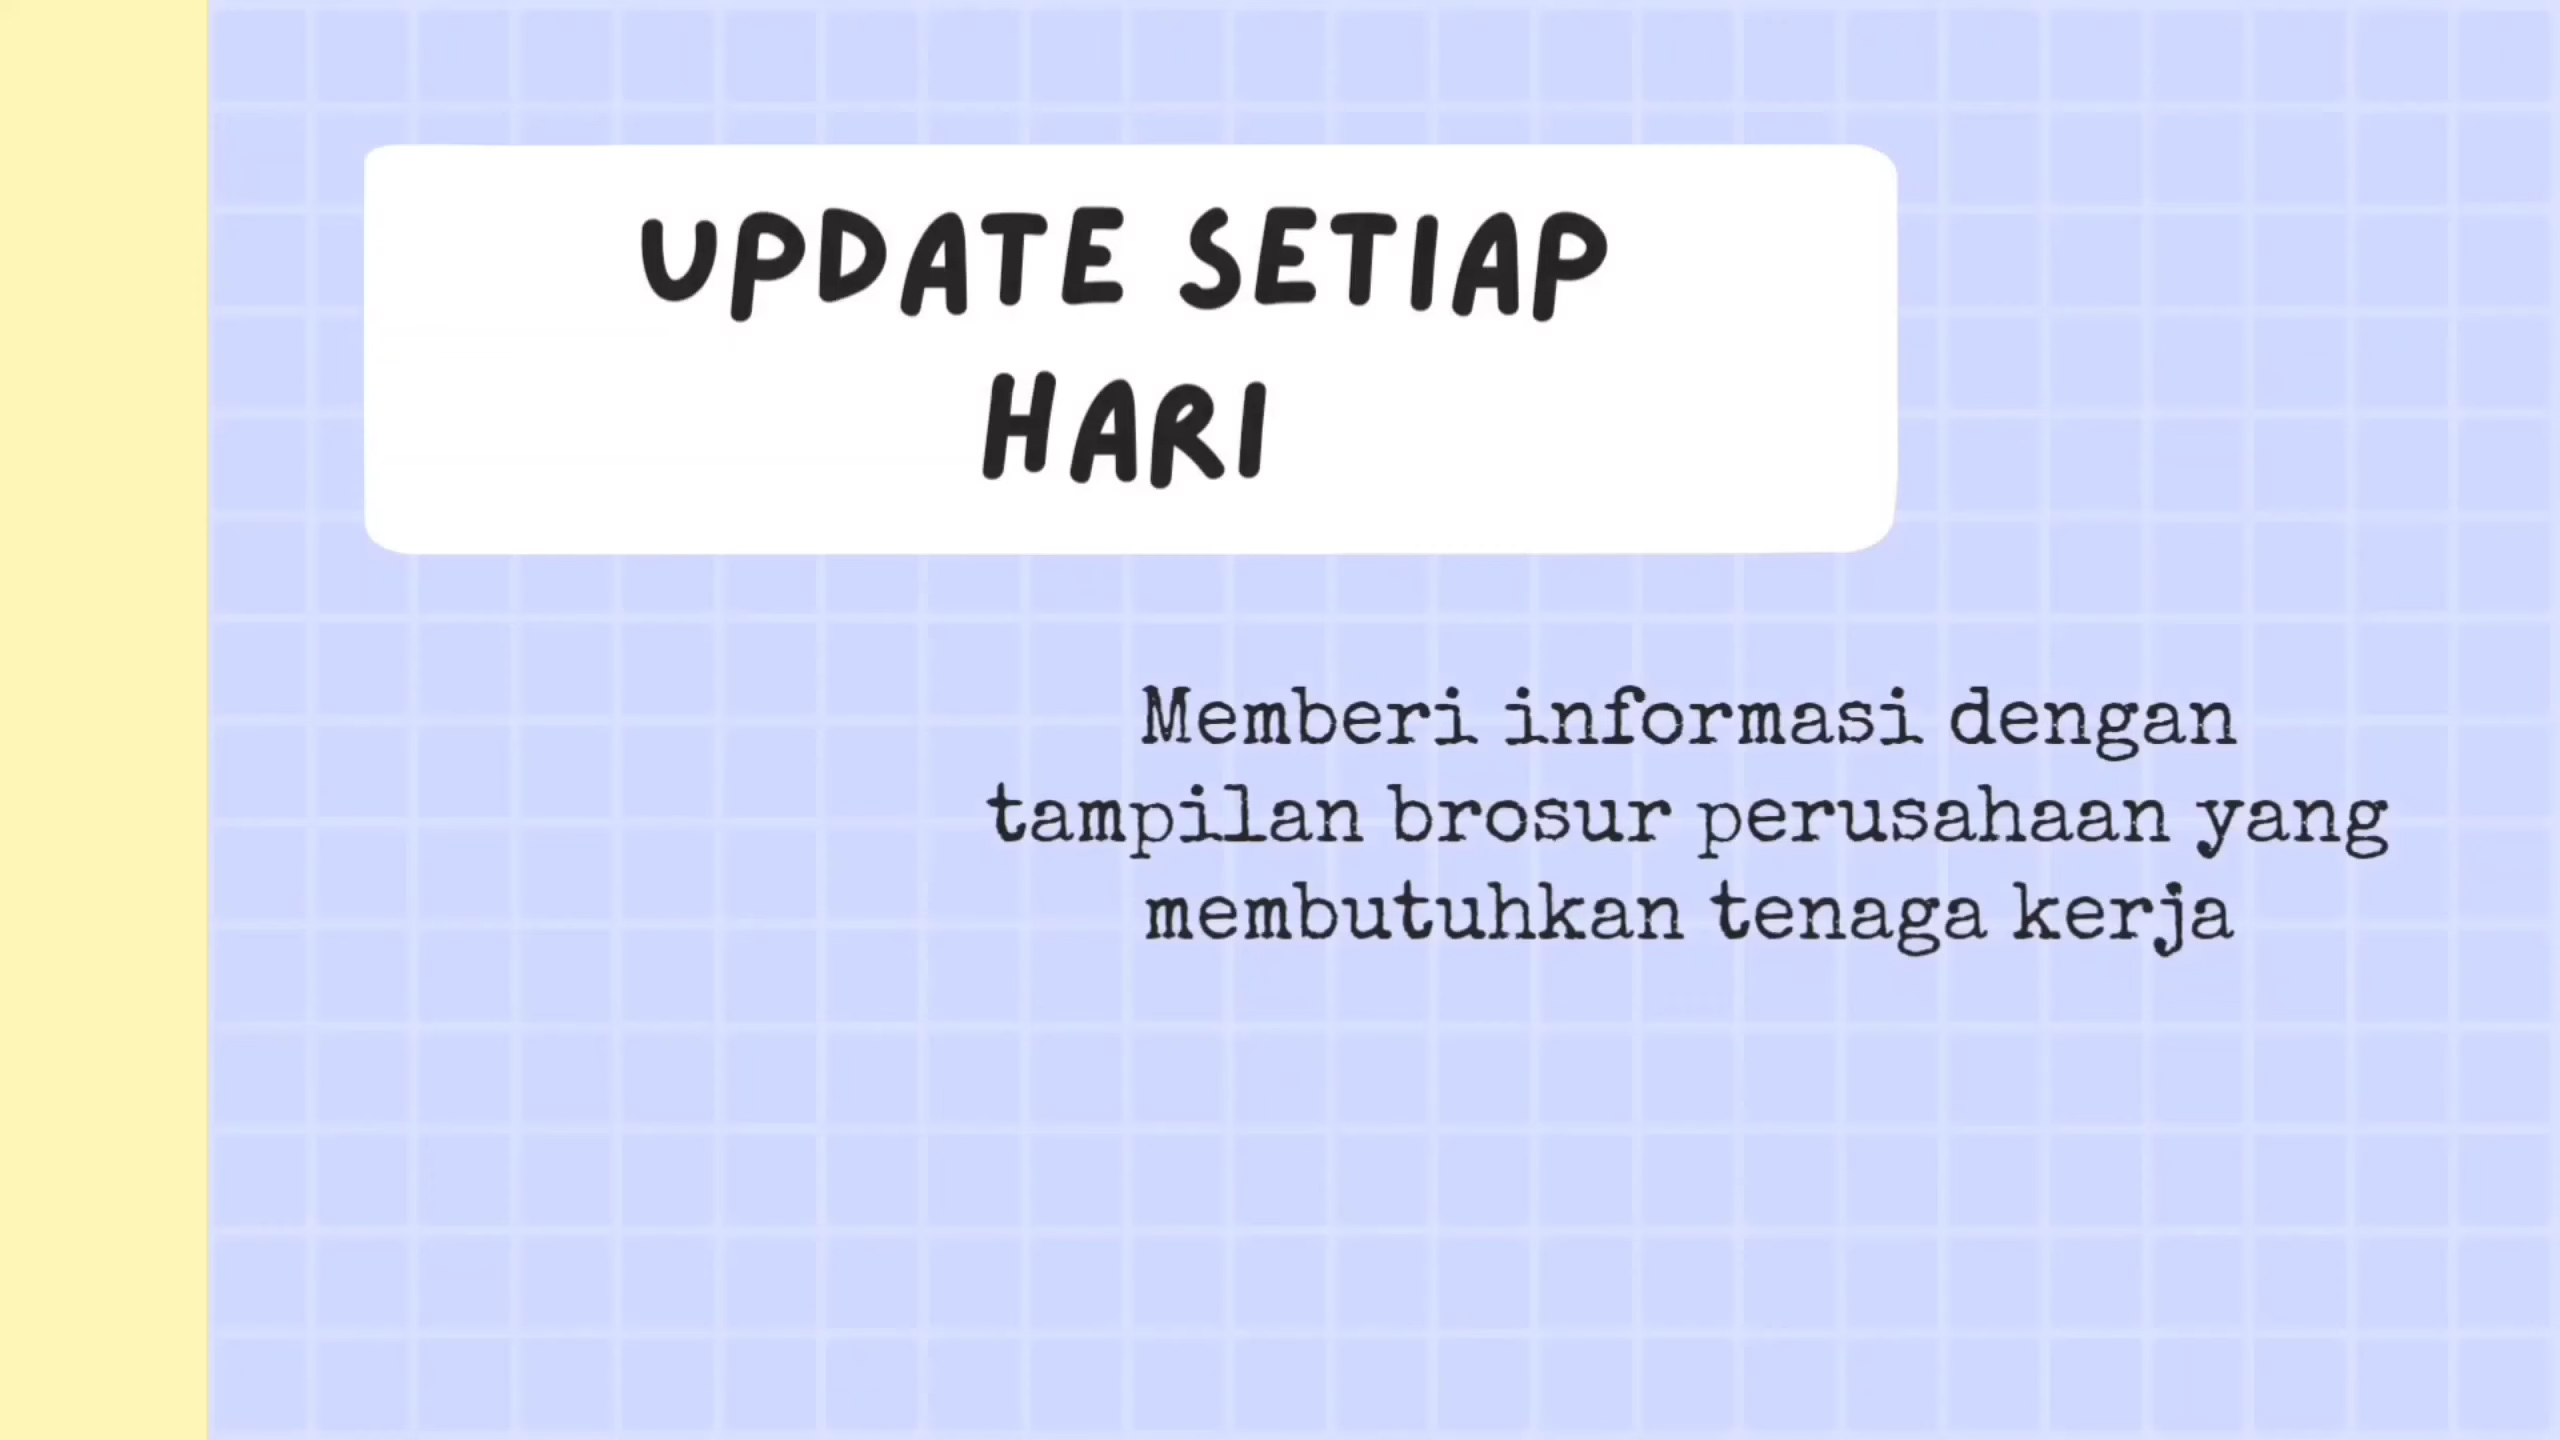 UPDATE SETIAP
HARI
Memberi informasi dengan
tampilan brosur perusahaan yang
membutuhkan tenaga kerja